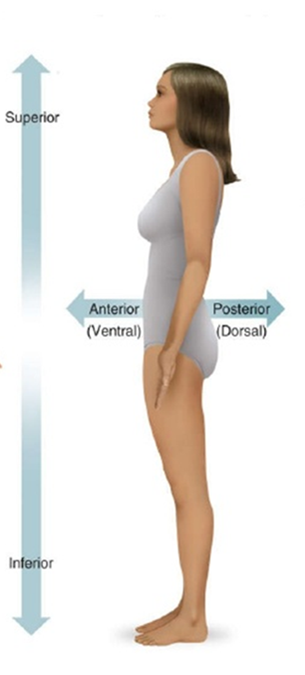 Superior
Anterior
(Ventral)
Posterior
(Dorsal)
Inferior